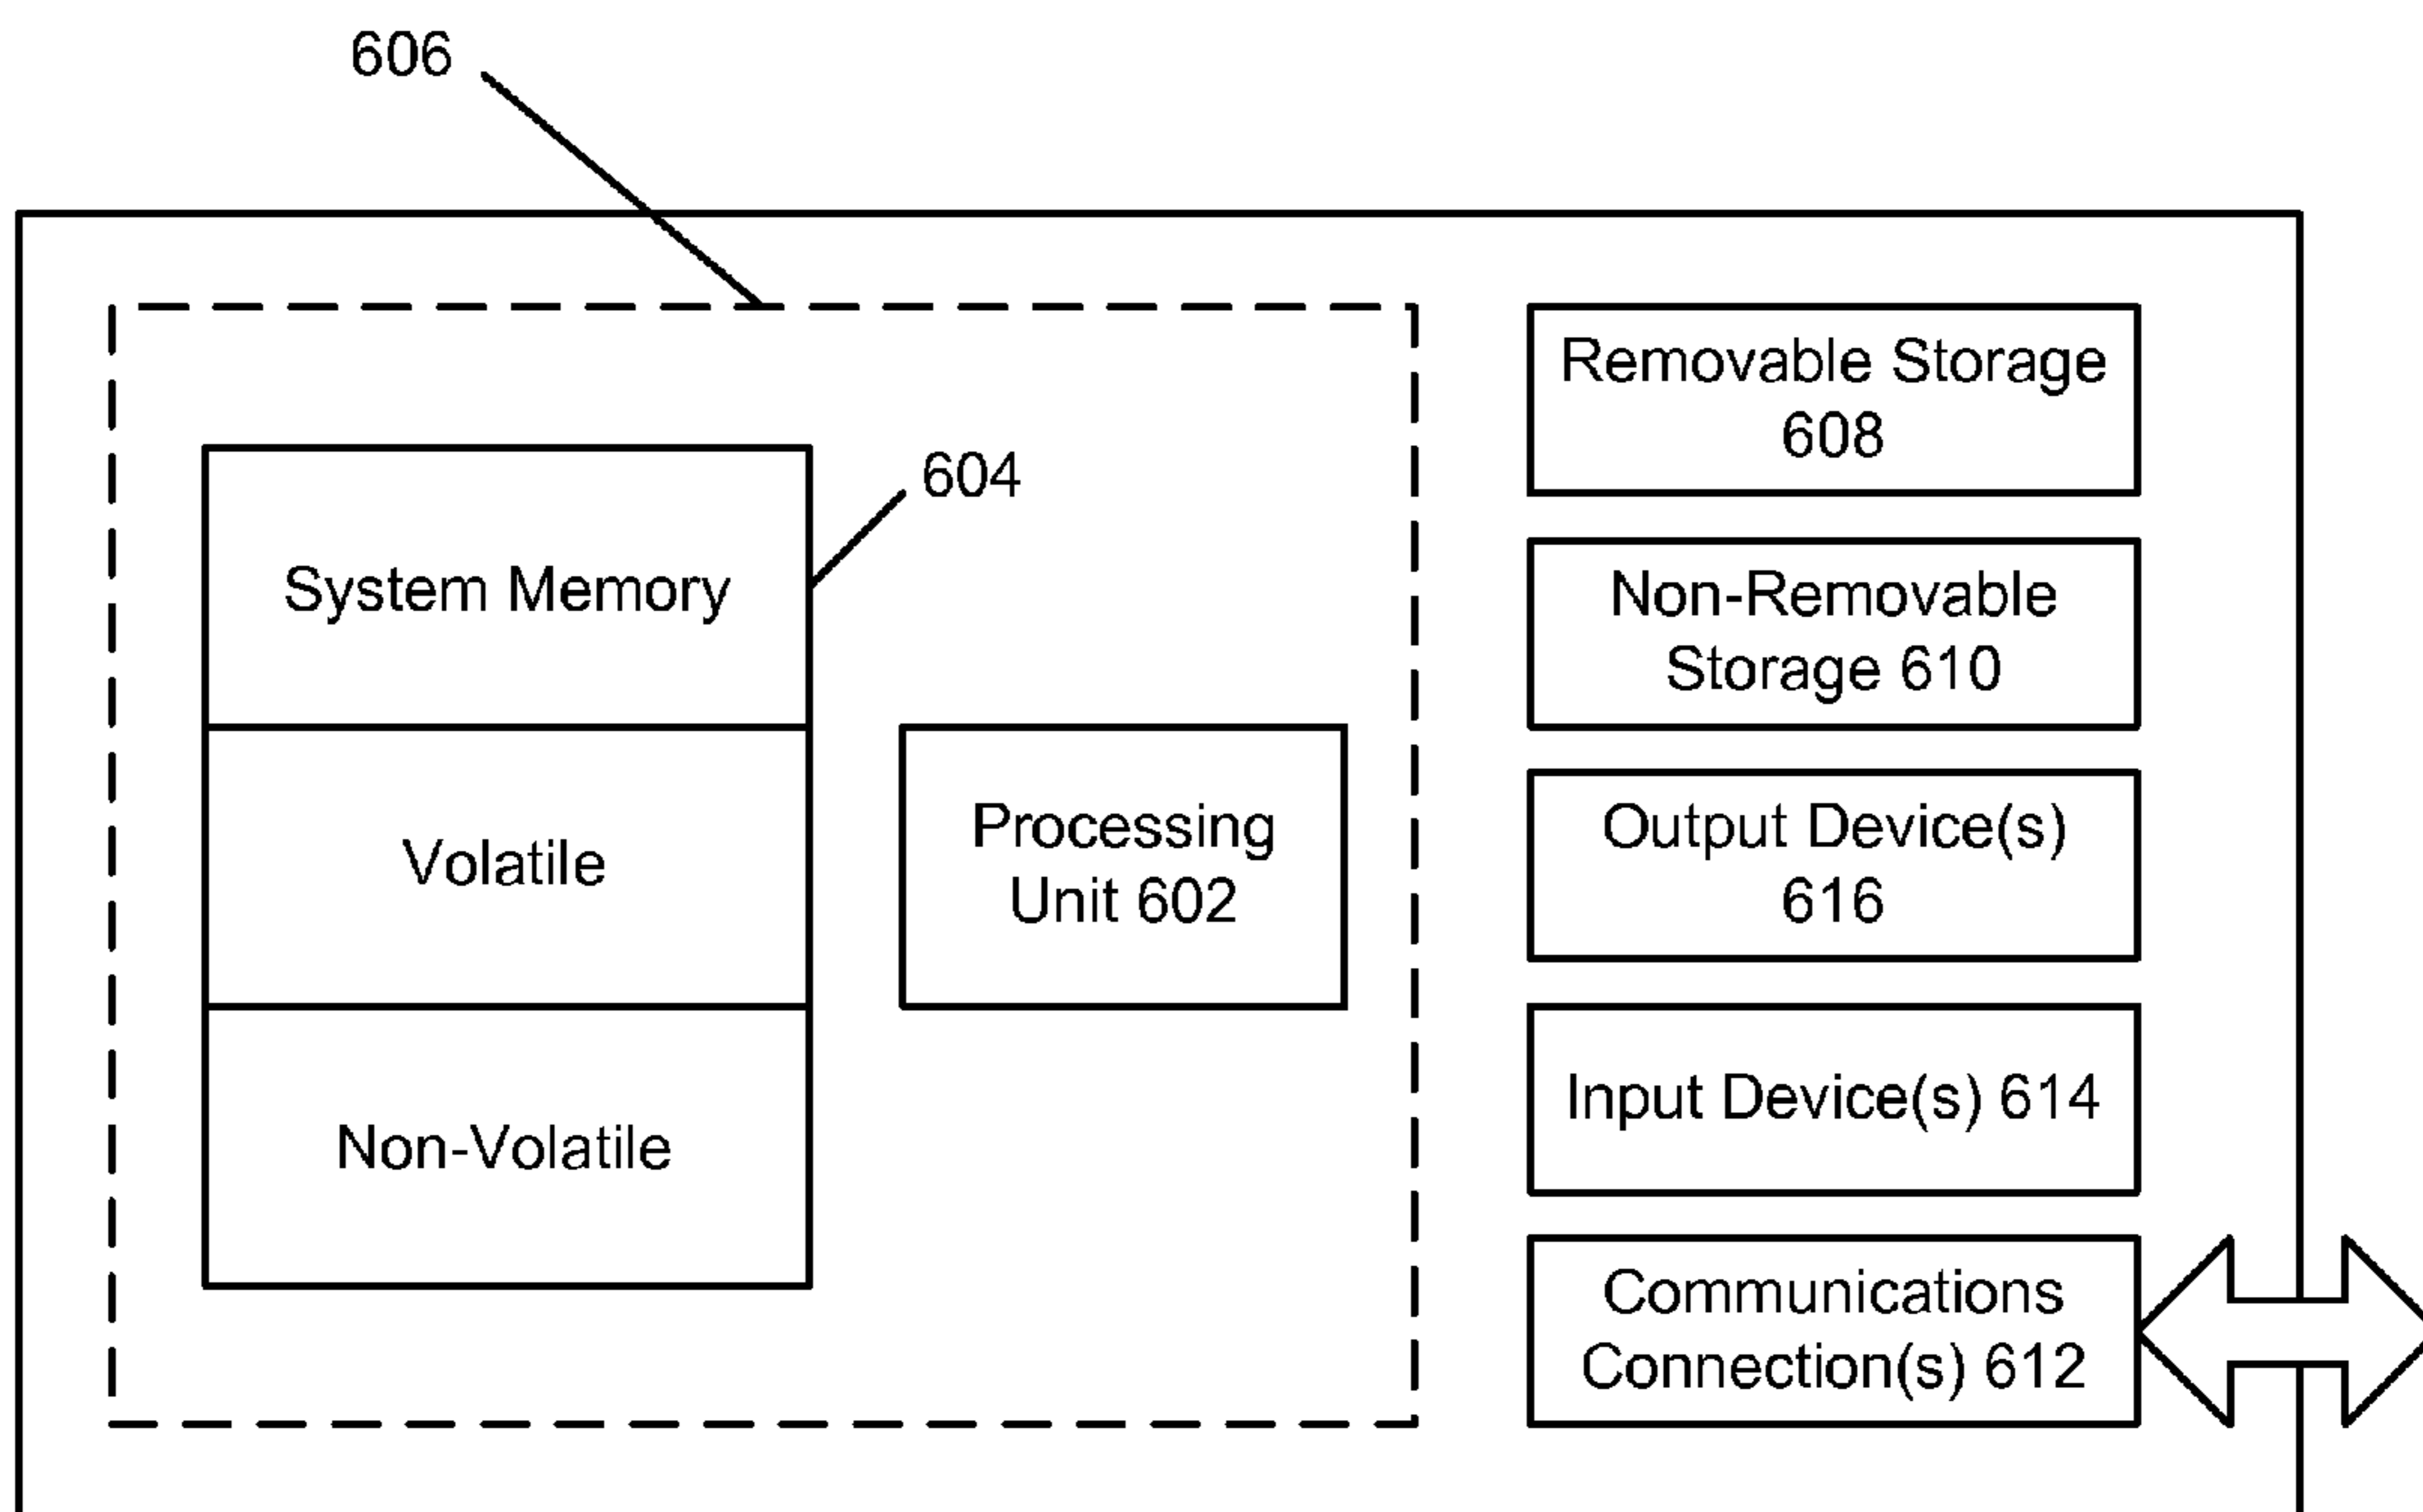 606
604
System Memory
Volatile
Non-Volatile
Processing
Unit 602
Removable Storage
608
Non-Removable
Storage 610
Output Device(s)
616
Input Device(s) 614
Communications
Connection(s) 612